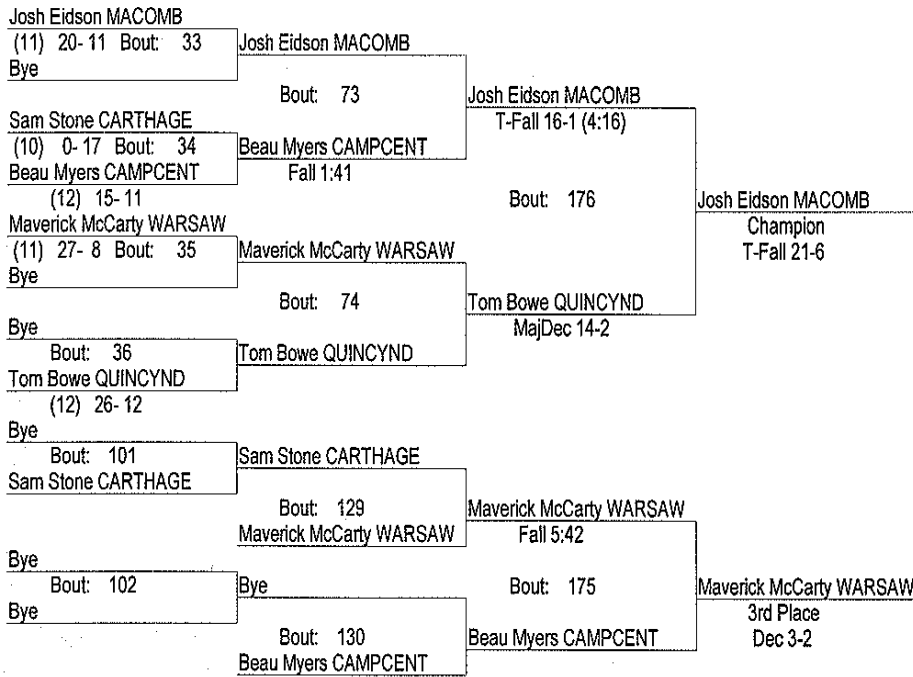 Josh Eidson MACOMB
(11) 20- 11 Bout: 33
Bye
Josh Eidson MACOMB
Bout: 73
Sam Stone CARTHAGE
(10) 0- 17 Bout: 34
Beau Myers CAMPCENT
(12) 15- 11
Beau Myers CAMPCENT
Fall 1:41
Josh Eidson MACOMB
T-Fall 16-1 (4:16)
Bout: 176
Maverick McCarty WARSAW
(11) 27- 8 Bout: 35
Bye
Maverick McCarty WARSAW
Bout: 74
Bye
Bout: 36
Tom Bowe QUINCYND
(12) 26- 12
Tom Bowe QUINCYND
Tom Bowe QUINCYND
MajDec 14-2
Josh Eidson MACOMB
Champion
T-Fall 21-6
Bye
Bout: 101
Sam Stone CARTHAGE
Sam Stone CARTHAGE
Bout: 129
Maverick McCarty WARSAW
Maverick McCarty WARSAW
Fall 5:42
Bout: 175
Bye
Bout: 102
Bye
Bye
Bout: 130
Beau Myers CAMPCENT
Beau Myers CAMPCENT
Maverick McCarty WARSAW
3rd Place
Dec 3-2